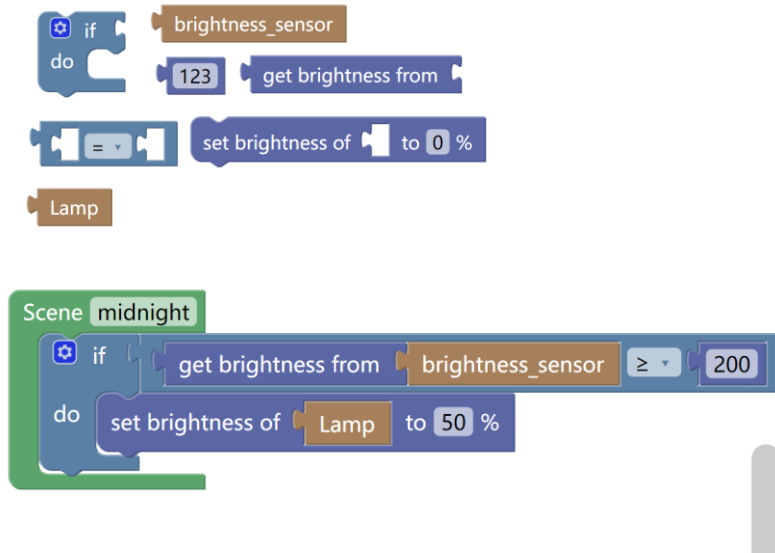 if brightness_sensor
do 123 get brightness from
= set brightness of to 0 %
Lamp
Scene midnight
if get brightness from brightness_sensor ≥ 200
do set brightness of Lamp to 50 %